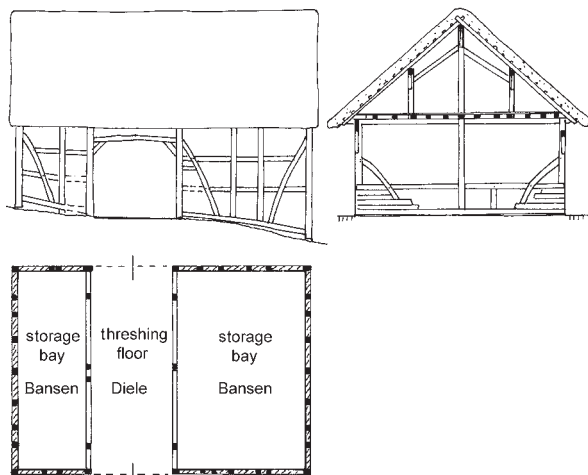 storage
bay
Bansen
threshing
floor
Diele
storage
bay
Bansen